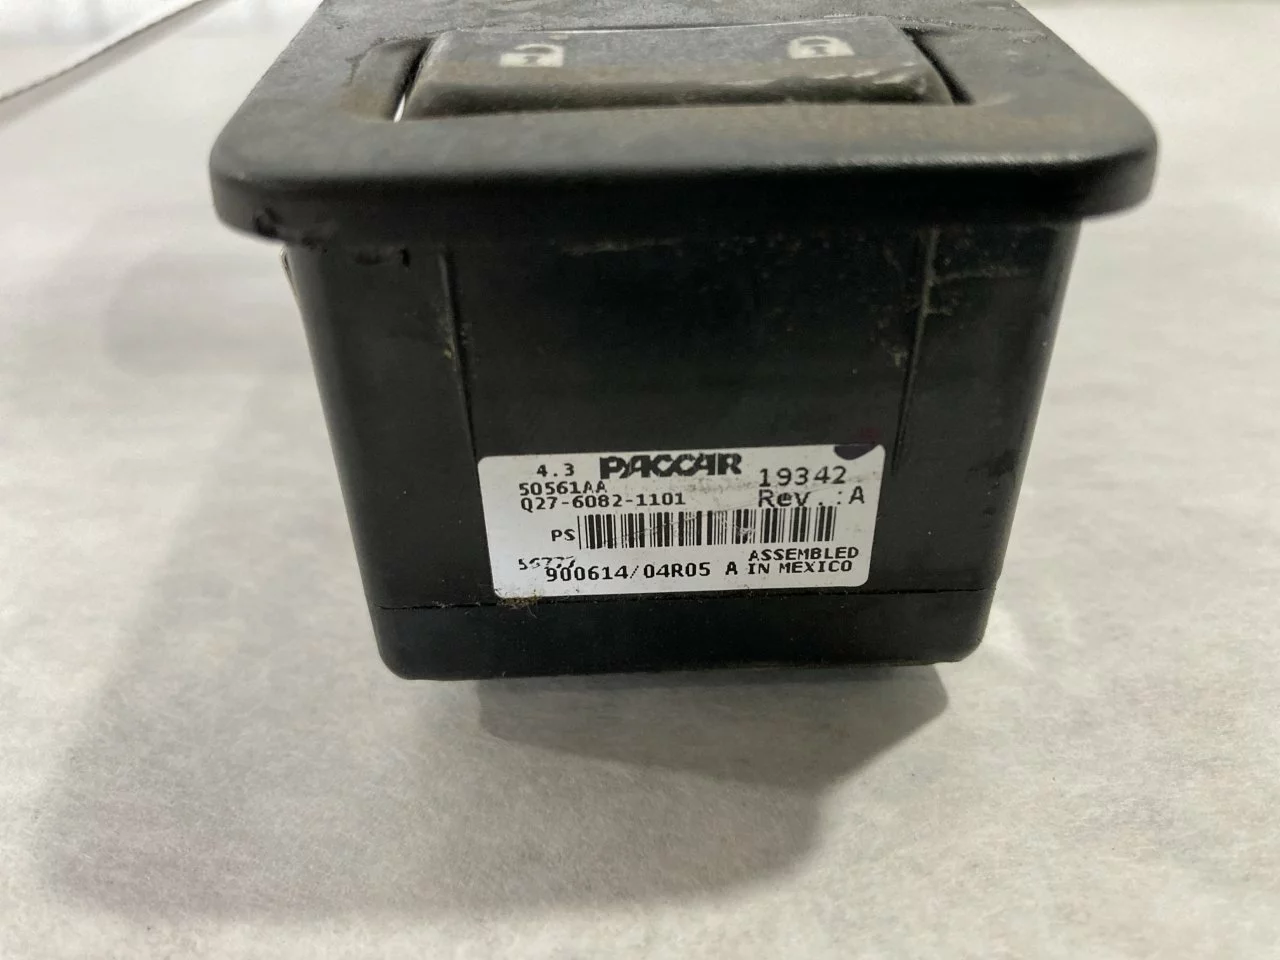 4.3 PACCAR 19342
50561AA
Q27-6082-1101 Rev.:A
PS
ASSEMBLED
900614/04R05 A IN MEXICO